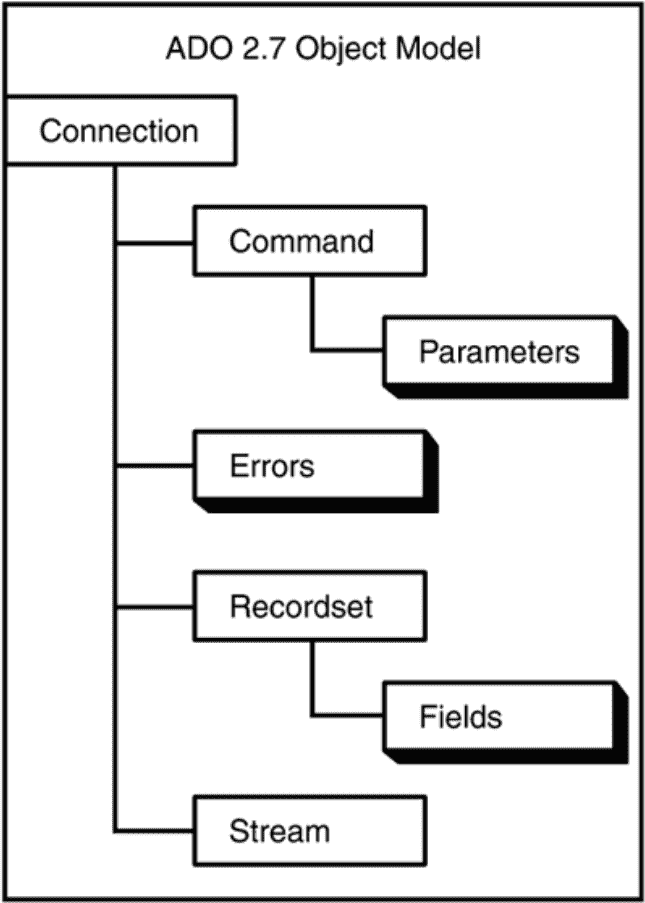 ADO 2.7 Object Model
Connection
Command
Parameters
Errors
Recordset
Fields
Stream